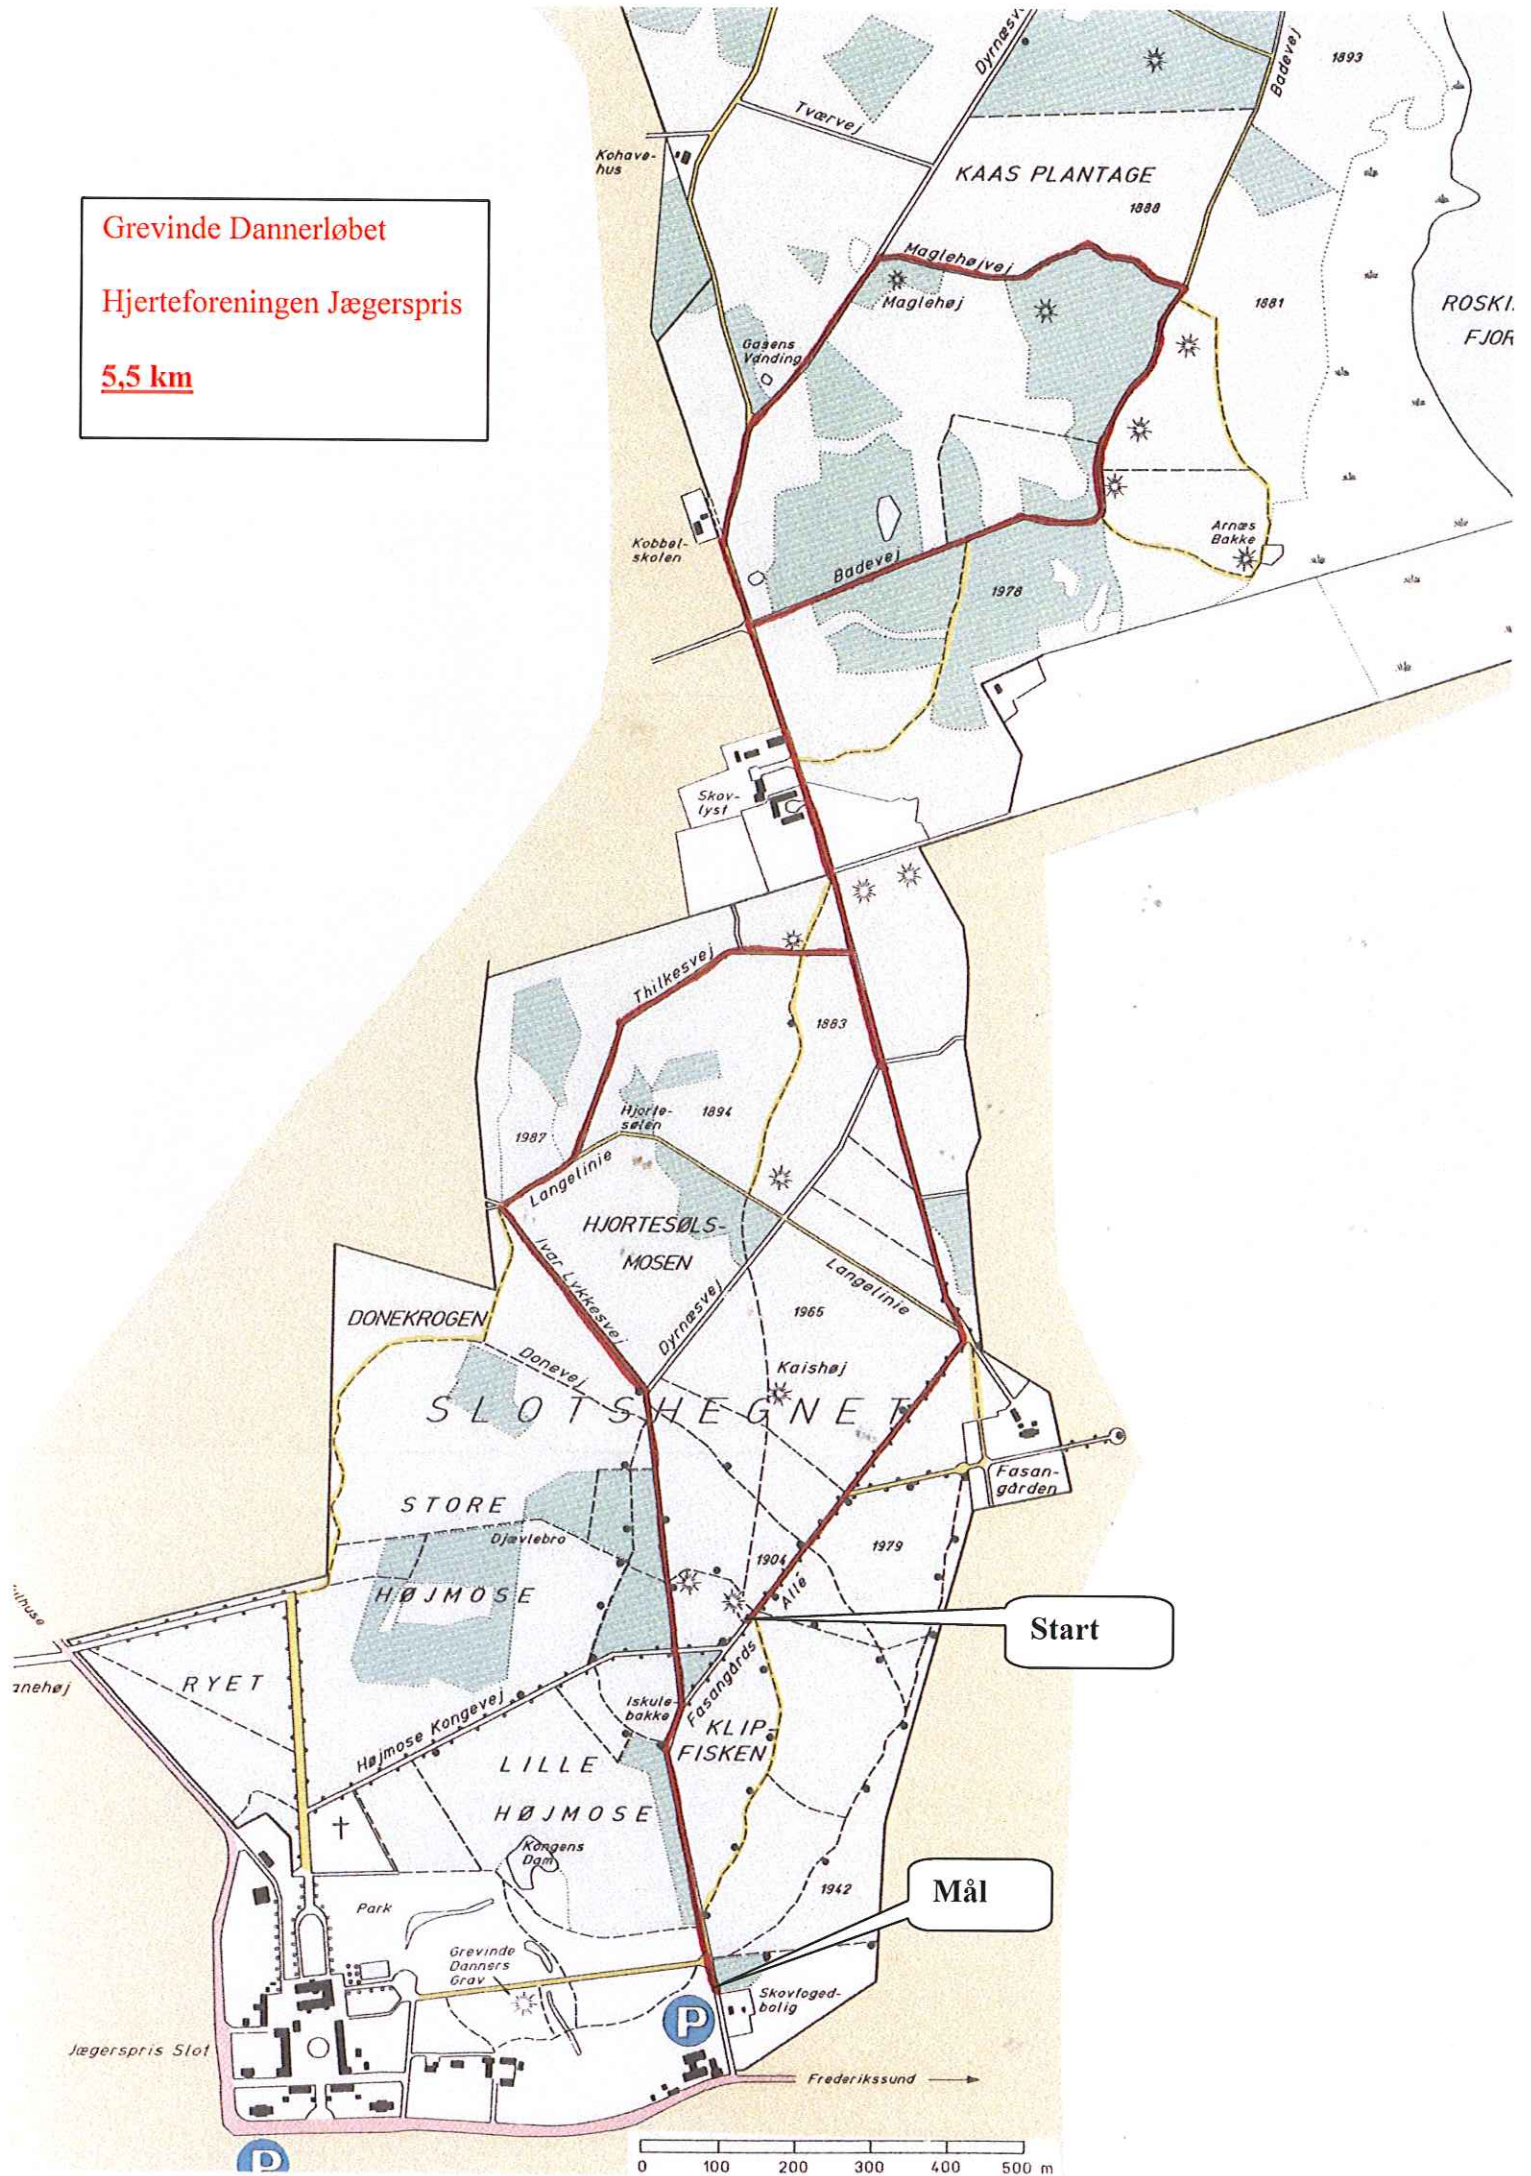 Grevinde Dannerløbet
Hjerteforeningen Jægerspris
5,5 km
Dyrnæsv
Badevej
1893
Tværvej
Kohave-
hus
KAAS PLANTAGE
1888
Maglehøjvej
Maglehøj
1881
ROSKI
FJOR
Gasens
Vanding
Kobbel-
skolen
Arnæs
Bakke
Badevej
1978
Skov-
lyst
Thilkesvej
1883
Hjorte-
sølen
1894
1987
Langelinie
HJORTESØLS-
MOSEN
Ivar Lykkesvej
Dyrnæsvej
Langelinie
DONEKROGEN
1965
Donevej
Kaishøj
SLOTSHEGNET
Fasan-
gården
STORE
Djævlebro
1979
1904
HØJMOSE
Allé
Start
Fasangårds
RYET
anehøj
Iskule-
bakke
Højmose Kongevej
KLIP-
FISKEN
LILLE
HØJMOSE
Kongens
Dam
1942
Mål
Park
Grevinde
Danners
Grav
Skovfoged-
bolig
P
Jægerspris Slot
Frederikssund
P
0 100 200 300 400 500 m